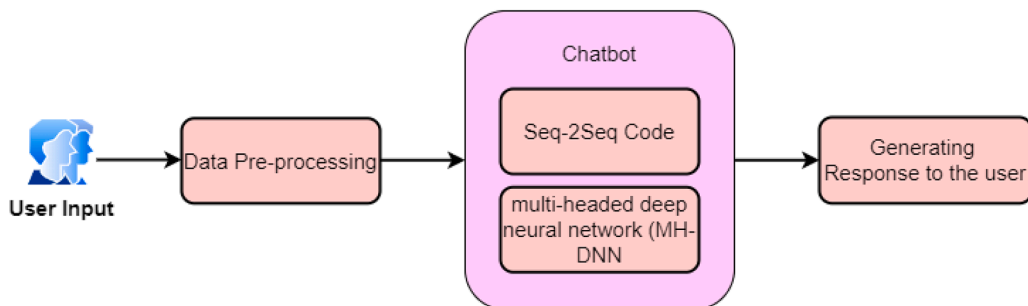 User Input
Data Pre-processing
Chatbot
Seq-2Seq Code
multi-headed deep
neural network (MH-
DNN
Generating
Response to the user